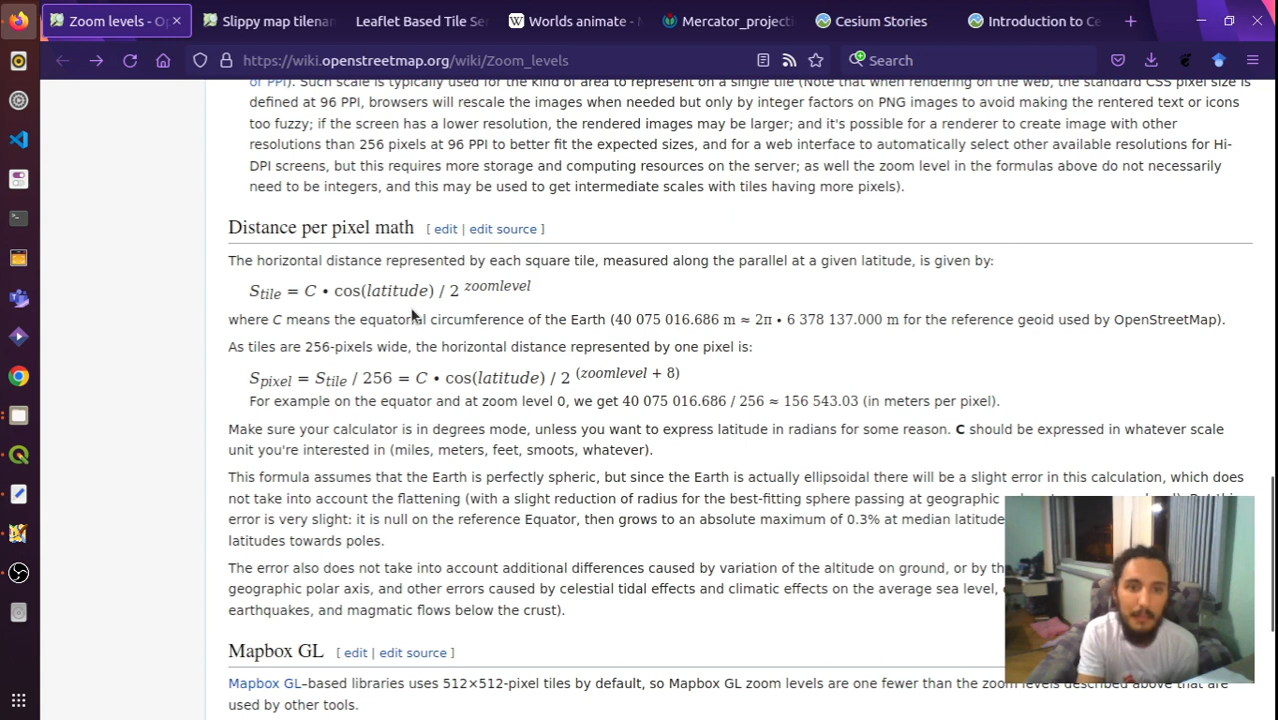 Zoom levels - O
Slippy map tilenam
Leaflet Based Tile Se
Worlds animate -
Mercator_projecti
Cesium Stories
Introduction to Ce
https://wiki.openstreetmap.org/wiki/Zoom_levels
Search
of PPI). Such scale is typically used for the kind of area to represent on a single tile (Note that when rendering on the web, the standard CSS pixel size is
defined at 96 PPI, browsers will rescale the images when needed but only by integer factors on PNG images to avoid making the rentered text or icons
too fuzzy; if the screen has a lower resolution, the rendered images may be larger; and it's possible for a renderer to create image with other
resolutions than 256 pixels at 96 PPI to better fit the expected sizes, and for a web interface to automatically select other available resolutions for Hi-
DPI screens, but this requires more storage and computing resources on the server; as well the zoom level in the formulas above do not necessarily
need to be integers, and this may be used to get intermediate scales with tiles having more pixels).
Distance per pixel math [ edit | edit source ]
The horizontal distance represented by each square tile, measured along the parallel at a given latitude, is given by:
Stile = C • cos(latitude) / 2 zoomlevel
where C means the equatorial circumference of the Earth (40 075 016.686 m ≈ 2π • 6 378 137.000 m for the reference geoid used by OpenStreetMap).
As tiles are 256-pixels wide, the horizontal distance represented by one pixel is:
Spixel = Stile / 256 = C • cos(latitude) / 2 (zoomlevel + 8)
For example on the equator and at zoom level 0, we get 40 075 016.686 / 256 ≈ 156 543.03 (in meters per pixel).
Make sure your calculator is in degrees mode, unless you want to express latitude in radians for some reason. C should be expressed in whatever scale
unit you're interested in (miles, meters, feet, smoots, whatever).
This formula assumes that the Earth is perfectly spheric, but since the Earth is actually ellipsoidal there will be a slight error in this calculation, which does
not take into account the flattening (with a slight reduction of radius for the best-fitting sphere passing at geographic
error is very slight: it is null on the reference Equator, then grows to an absolute maximum of 0.3% at median latitude
latitudes towards poles.
The error also does not take into account additional differences caused by variation of the altitude on ground, or by th
geographic polar axis, and other errors caused by celestial tidal effects and climatic effects on the average sea level,
earthquakes, and magmatic flows below the crust).
Mapbox GL [ edit | edit source ]
Mapbox GL–based libraries uses 512×512-pixel tiles by default, so Mapbox GL zoom levels are one fewer than the zoom levels described above that are
used by other tools.